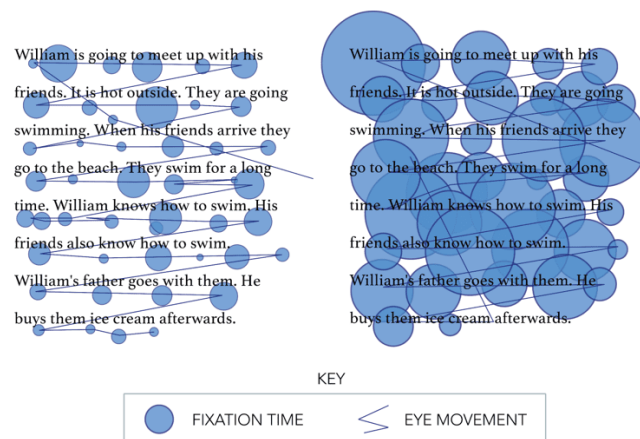 William is going to meet up with his
friends. It is hot outside. They are going
swimming. When his friends arrive they
go to the beach. They swim for a long
time. William knows how to swim. His
friends also know how to swim.
William's father goes with them. He
buys them ice cream afterwards.
William is going to meet up with his
friends. It is hot outside. They are going
swimming. When his friends arrive they
go to the beach. They swim for a long
time. William knows how to swim. His
friends also know how to swim.
William's father goes with them. He
buys them ice cream afterwards.
KEY
FIXATION TIME
EYE MOVEMENT